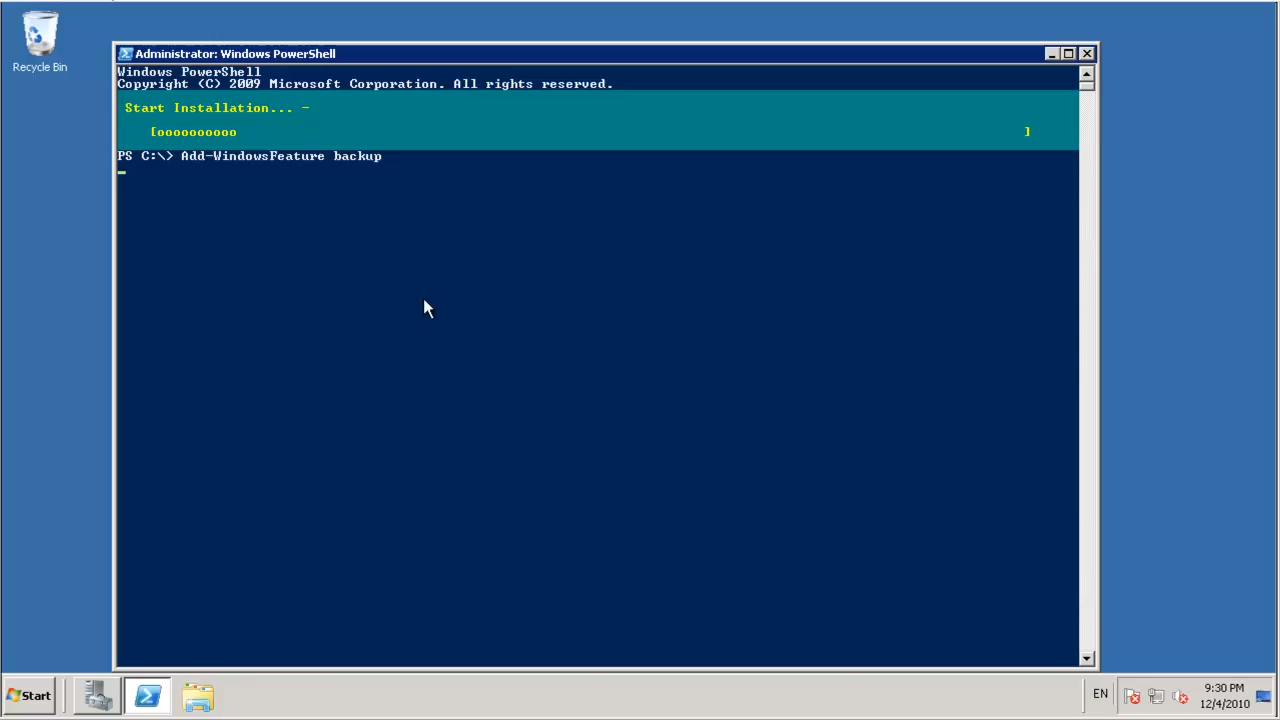 Recycle Bin
Administrator: Windows PowerShell
Windows PowerShell
Copyright (C) 2009 Microsoft Corporation. All rights reserved.
Start Installation... -
[oooooooooo ]
PS C:\> Add-WindowsFeature backup
Start
EN
9:30 PM
12/4/2010